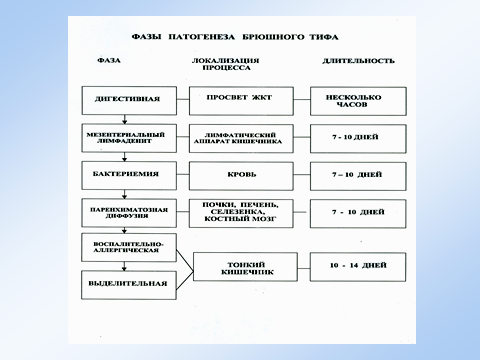 ФАЗЫ ПАТОГЕНЕЗА БРЮШНОГО ТИФА
ФАЗА
ЛОКАЛИЗАЦИЯ
ПРОЦЕССА
ДЛИТЕЛЬНОСТЬ
ДИГЕСТИВНАЯ
ПРОСВЕТ ЖКТ
НЕСКОЛЬКО
ЧАСОВ
МЕЗЕНТЕРИАЛЬНЫЙ
ЛИМФАДЕНИТ
ЛИМФАТИЧЕСКИЙ
АППАРАТ КИШЕЧНИКА
7 - 10 ДНЕЙ
БАКТЕРИЕМИЯ
КРОВЬ
7 – 10 ДНЕЙ
ПАРЕНХИМАТОЗНАЯ
ДИФФУЗИЯ
ПОЧКИ, ПЕЧЕНЬ,
СЕЛЕЗЕНКА,
КОСТНЫЙ МОЗГ
7 - 10 ДНЕЙ
ВОСПАЛИТЕЛЬНО-
АЛЛЕРГИЧЕСКАЯ
ТОНКИЙ
КИШЕЧНИК
10 - 14 ДНЕЙ
ВЫДЕЛИТЕЛЬНАЯ